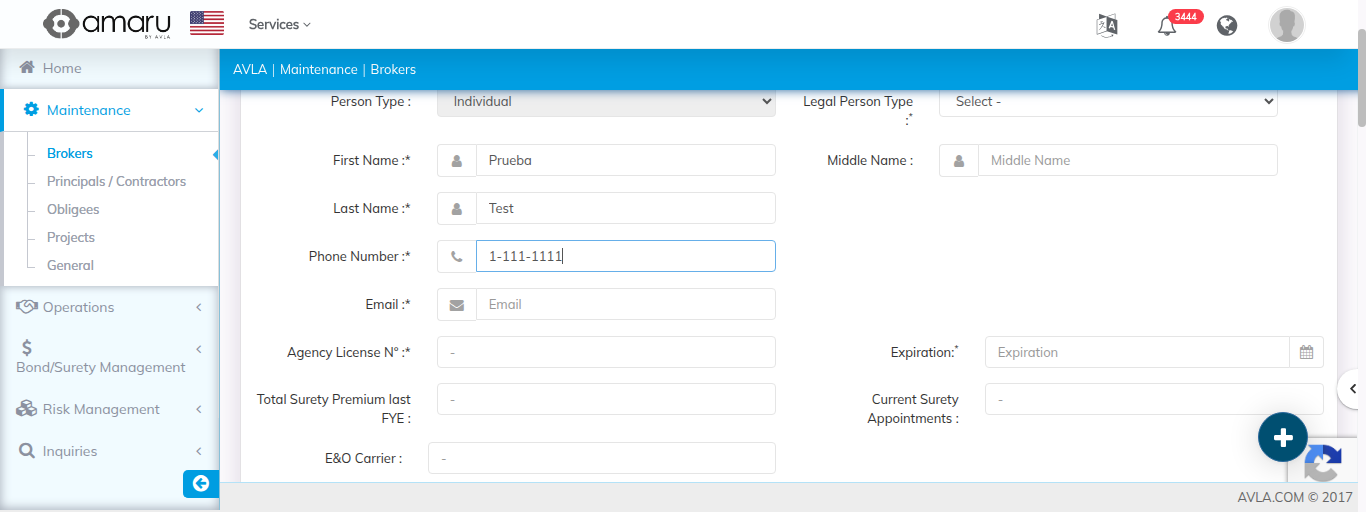 amaru
BY AVLA
Services
3444
Home
AVLA | Maintenance | Brokers
Maintenance
Brokers
Principals / Contractors
Obligees
Projects
General
Operations
$
Bond/Surety Management
Risk Management
Inquiries
Person Type :
Individual
Legal Person Type
:*
Select -
First Name :*
Prueba
Middle Name :
Middle Name
Last Name :*
Test
Phone Number :*
1-111-1111
Email :*
Email
Agency License N° :*
-
Expiration:*
Expiration
Total Surety Premium last
FYE :
-
Current Surety
Appointments :
-
E&O Carrier :
-
AVLA.COM © 2017